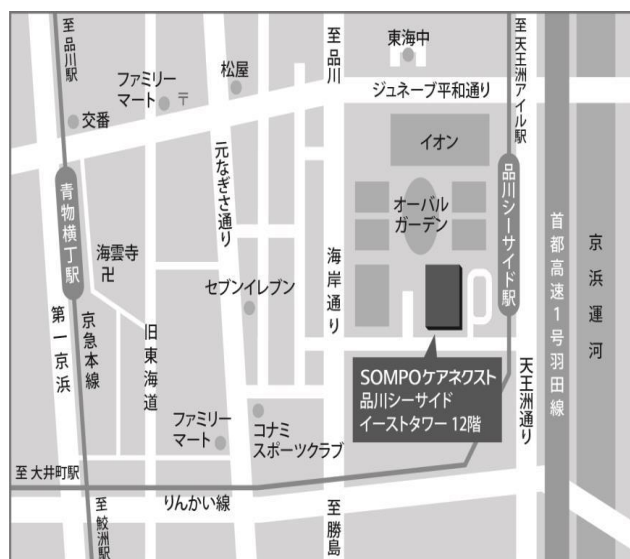 至品川駅
ファミリー
マート
〒
松屋
至品川
東海中
至天王洲アイル駅
ジュネーブ平和通り
交番
イオン
青物横丁駅
元なぎさ通り
オーバル
ガーデン
品川シーサイド駅
首都高速1号羽田線
京浜運河
海雲寺
卍
セブンイレブン
海岸通り
第一京浜
京急本線
旧東海道
SOMPOケアネクスト
品川シーサイド
イーストタワー 12階
天王洲通り
ファミリー
マート
コナミ
スポーツクラブ
至 大井町駅
りんかい線
至鮫洲駅
至勝島